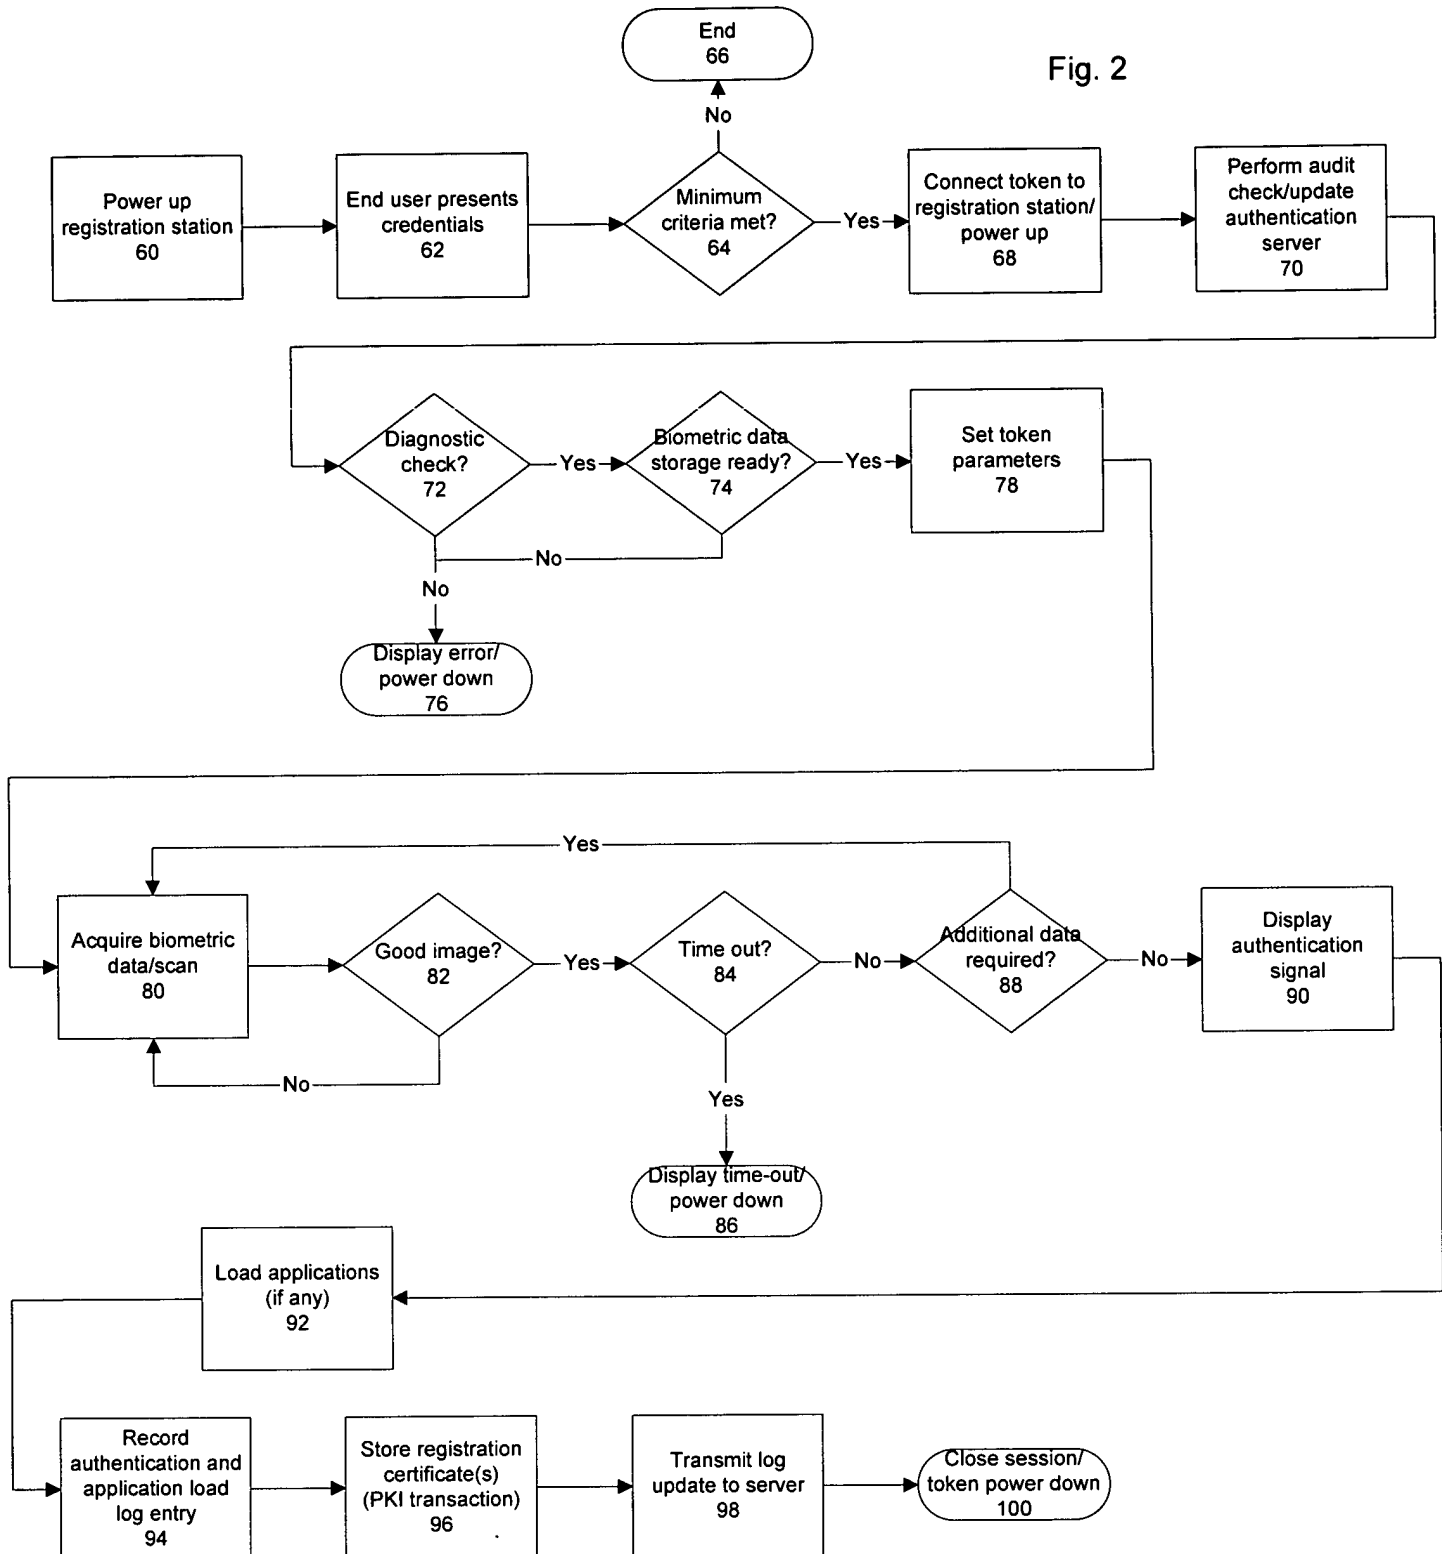 End
66
Fig. 2
No
Power up
registration station
60
End user presents
credentials
62
Minimum
criteria met?
64
Yes
Connect token to
registration station/
power up
68
Perform audit
check/update
authentication
server
70
Diagnostic
check?
72
Yes
Biometric data
storage ready?
74
Yes
Set token
parameters
78
No
No
Display error/
power down
76
Yes
Acquire biometric
data/scan
80
Good image?
82
Yes
Time out?
84
No
Additional data
required?
88
No
Display
authentication
signal
90
No
Yes
Display time-out/
power down
86
Load applications
(if any)
92
Record
authentication and
application load
log entry
94
Store registration
certificate(s)
(PKI transaction)
96
Transmit log
update to server
98
Close session/
token power down
100